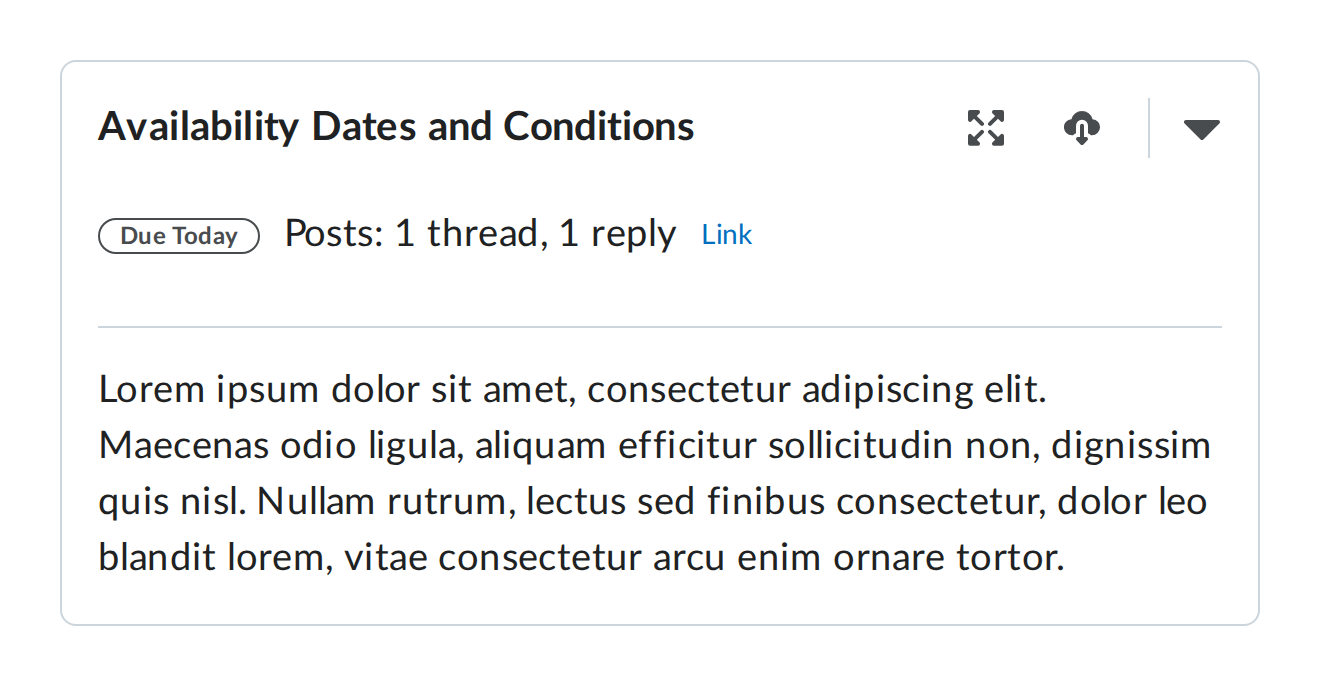 Availability Dates and Conditions
Due Today Posts: 1 thread, 1 reply Link
Lorem ipsum dolor sit amet, consectetur adipiscing elit.
Maecenas odio ligula, aliquam efficitur sollicitudin non, dignissim
quis nisl. Nullam rutrum, lectus sed finibus consectetur, dolor leo
blandit lorem, vitae consectetur arcu enim ornare tortor.